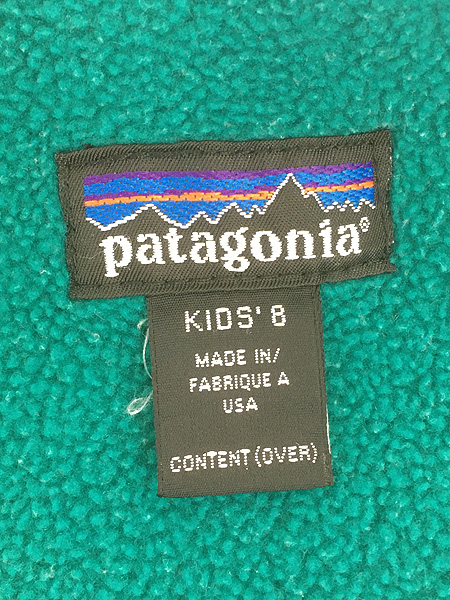 patagonia®
KIDS' 8
MADE IN/
FABRIQUE A
USA
CONTENT (OVER)